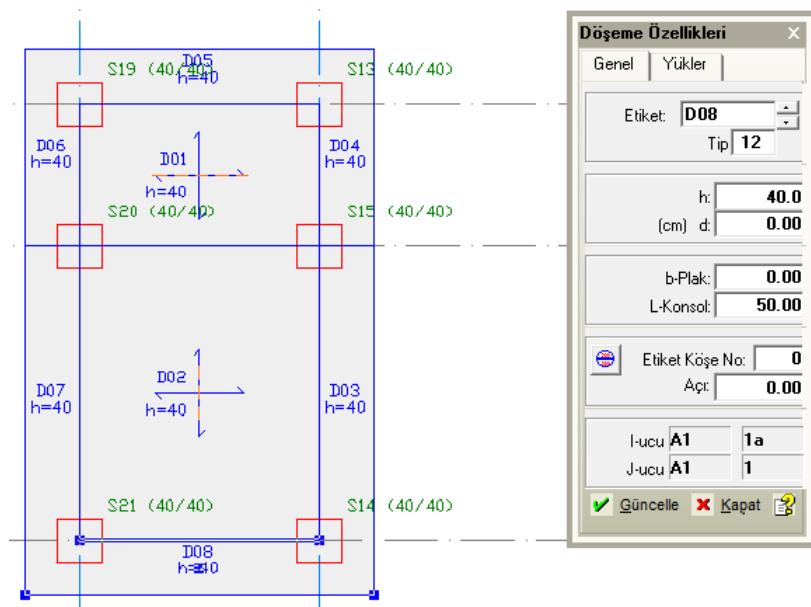 D05
S19 (40/40)
h=40
S13 (40/40)
D06
h=40
D01
h=40
D04
h=40
S20 (40/40)
S15 (40/40)
D07
h=40
D02
h=40
D03
h=40
S21 (40/40)
S14 (40/40)
D08
Döşeme Özellikleri
Genel Yükler
Etiket: D08
Tip 12
h: 40.0
(cm) d: 0.00
b-Plak: 0.00
L-Konsol: 50.00
Etiket Köşe No: 0
Açı: 0.00
I-ucu A1 1a
J-ucu A1 1
Güncelle Kapat